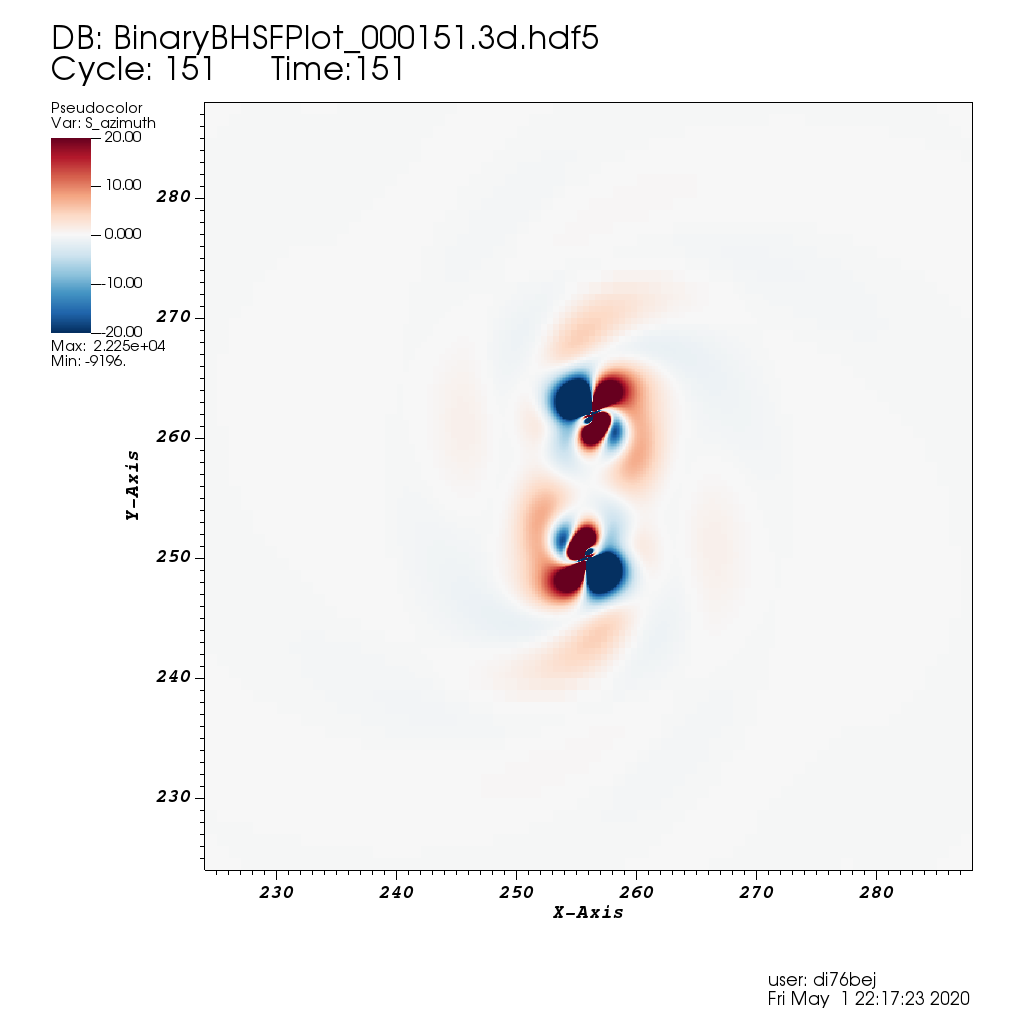 DB: BinaryBHSFPlot_000151.3d.hdf5
Cycle: 151 Time:151
Pseudocolor
Var: S_azimuth
20.00
10.00
0.000
-10.00
-20.00
Max: 2.225e+04
Min: -9196.
280
270
260
250
240
230
Y-Axis
230 240 250 260 270 280
X-Axis
user: di76bej
Fri May 1 22:17:23 2020